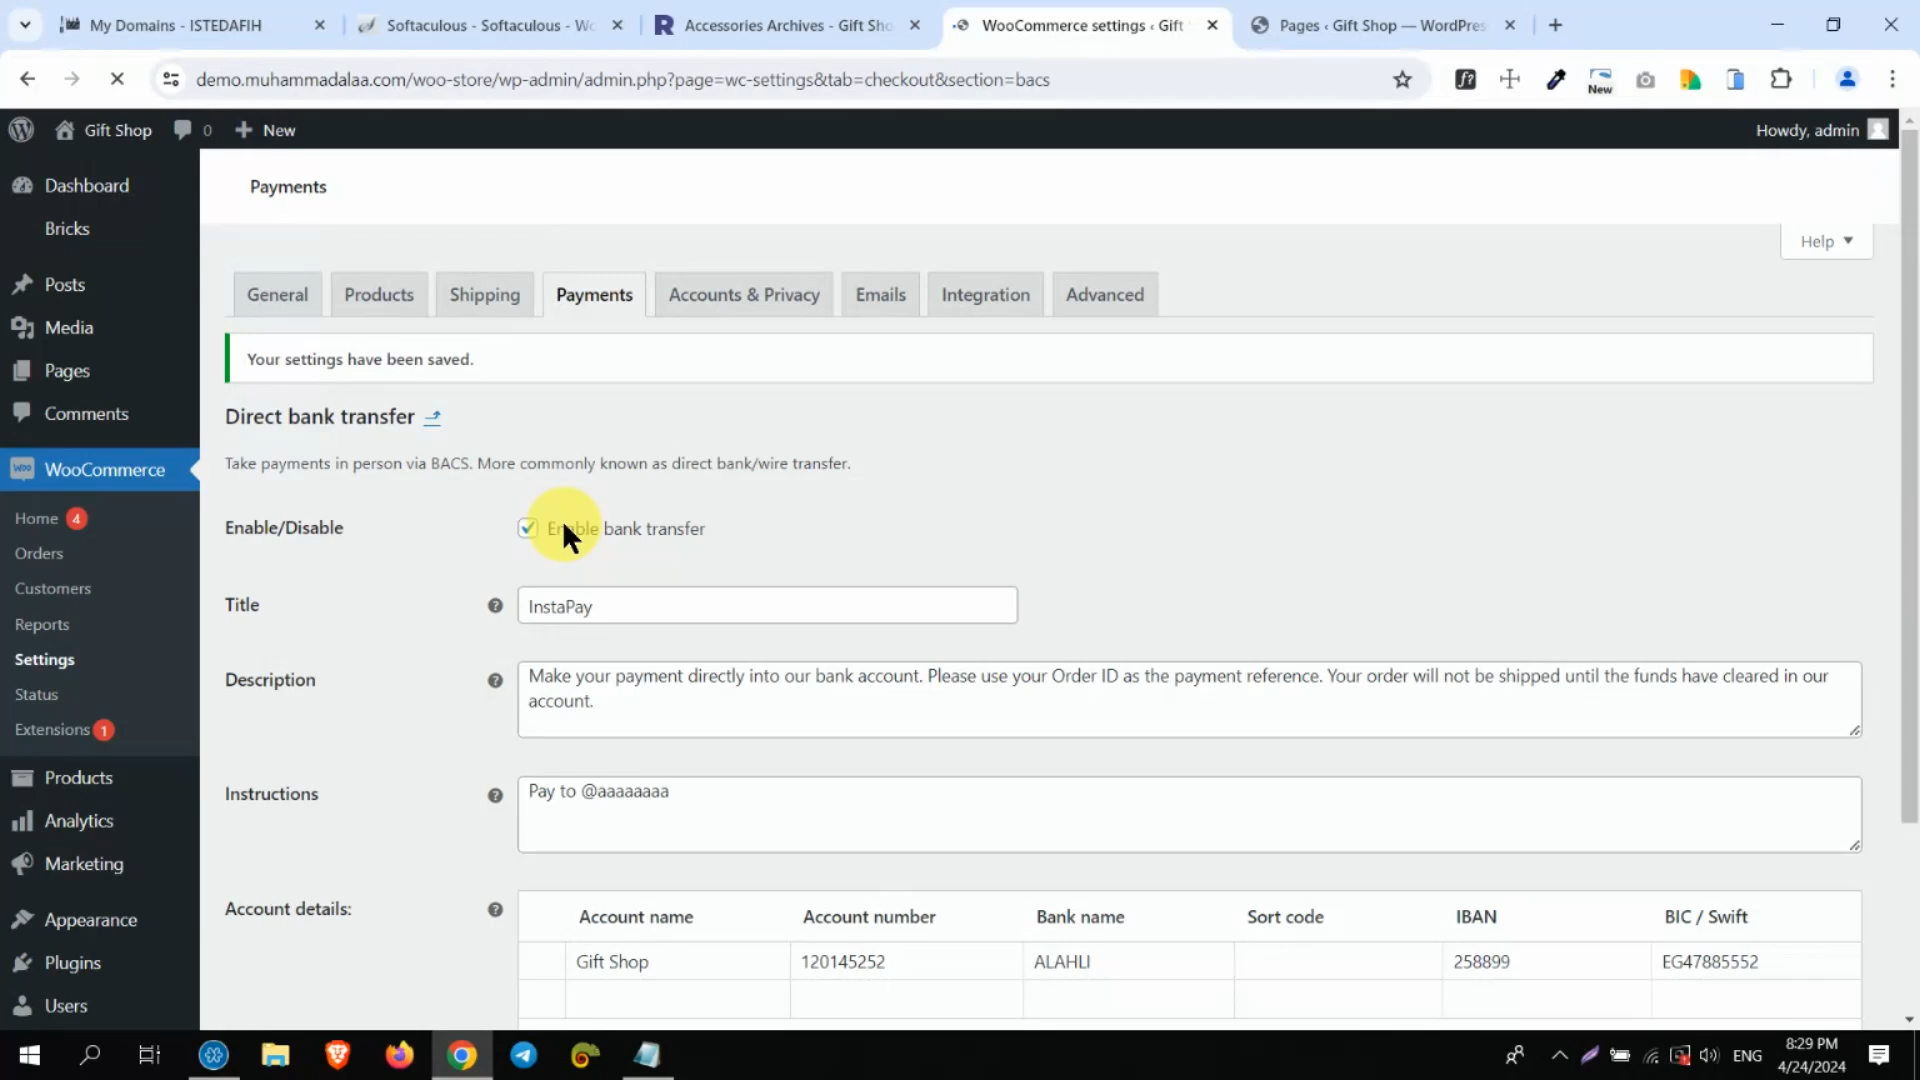 My Domains - ISTEDAFIH
Softaculous - Softaculous - Wo
Accessories Archives - Gift Sho
WooCommerce settings ‹ Gift
Pages ‹ Gift Shop — WordPres
demo.muhammadalaa.com/woo-store/wp-admin/admin.php?page=wc-settings&tab=checkout&section=bacs
New
Gift Shop
0
New
Howdy, admin
Dashboard
Bricks
Posts
Media
Pages
Comments
WooCommerce
Home 4
Orders
Customers
Reports
Settings
Status
Extensions 1
Products
Analytics
Marketing
Appearance
Plugins
Users
Payments
Help
General
Products
Shipping
Payments
Accounts & Privacy
Emails
Integration
Advanced
Your settings have been saved.
Direct bank transfer
Take payments in person via BACS. More commonly known as direct bank/wire transfer.
Enable/Disable
Enable bank transfer
Title
InstaPay
Description
Make your payment directly into our bank account. Please use your Order ID as the payment reference. Your order will not be shipped until the funds have cleared in our
account.
Instructions
Pay to @aaaaaaaa
Account details:
Account name Account number Bank name Sort code IBAN BIC / Swift
Gift Shop 120145252 ALAHLI 258899 EG47885552
ENG
8:29 PM
4/24/2024